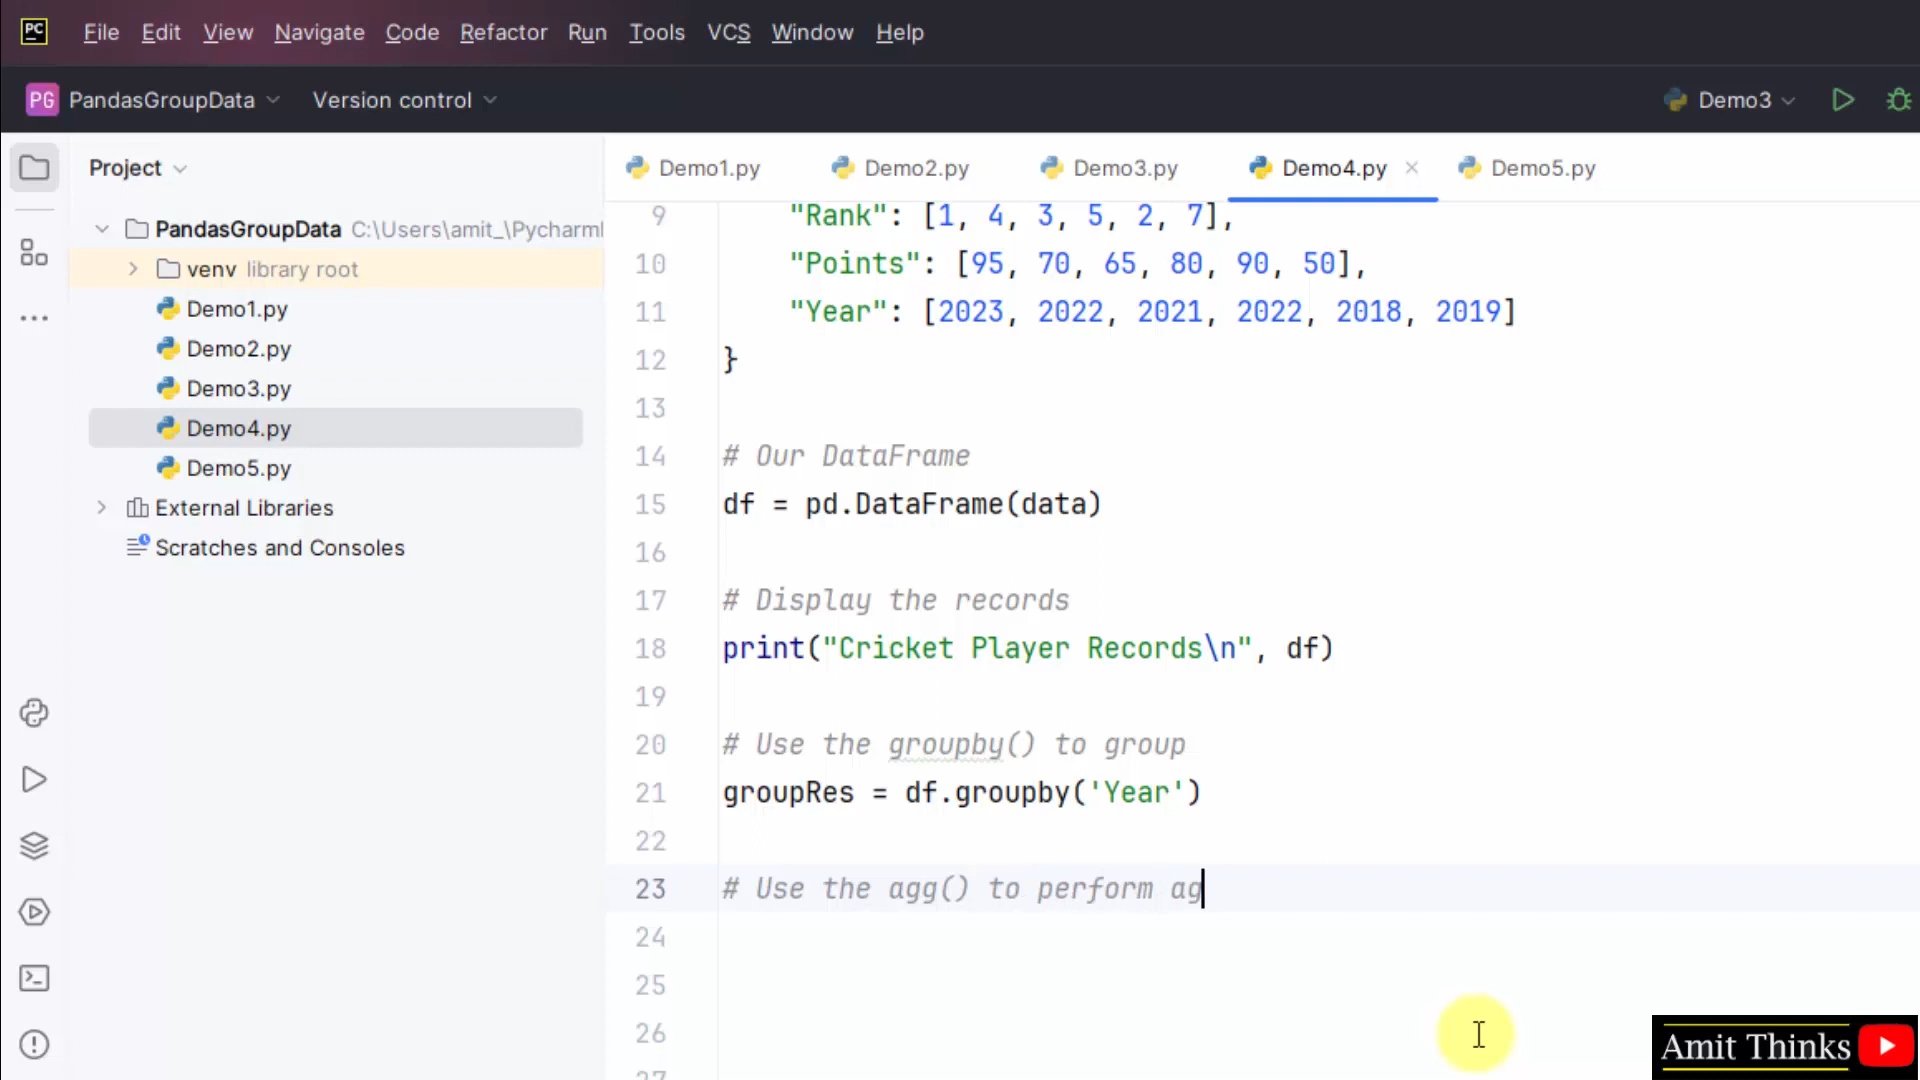 PC File Edit View Navigate Code Refactor Run Tools VCS Window Help
PG PandasGroupData Version control Demo3
Project
Demo1.py Demo2.py Demo3.py Demo4.py Demo5.py
PandasGroupData C:\Users\amit_\Pycharm
venv library root
Demo1.py
Demo2.py
Demo3.py
Demo4.py
Demo5.py
External Libraries
Scratches and Consoles
9 "Rank": [1, 4, 3, 5, 2, 7],
10 "Points": [95, 70, 65, 80, 90, 50],
11 "Year": [2023, 2022, 2021, 2022, 2018, 2019]
12 }
13
14 # Our DataFrame
15 df = pd.DataFrame(data)
16
17 # Display the records
18 print("Cricket Player Records\n", df)
19
20 # Use the groupby() to group
21 groupRes = df.groupby('Year')
22
23 # Use the agg() to perform ag
24
25
26
27
Amit Thinks